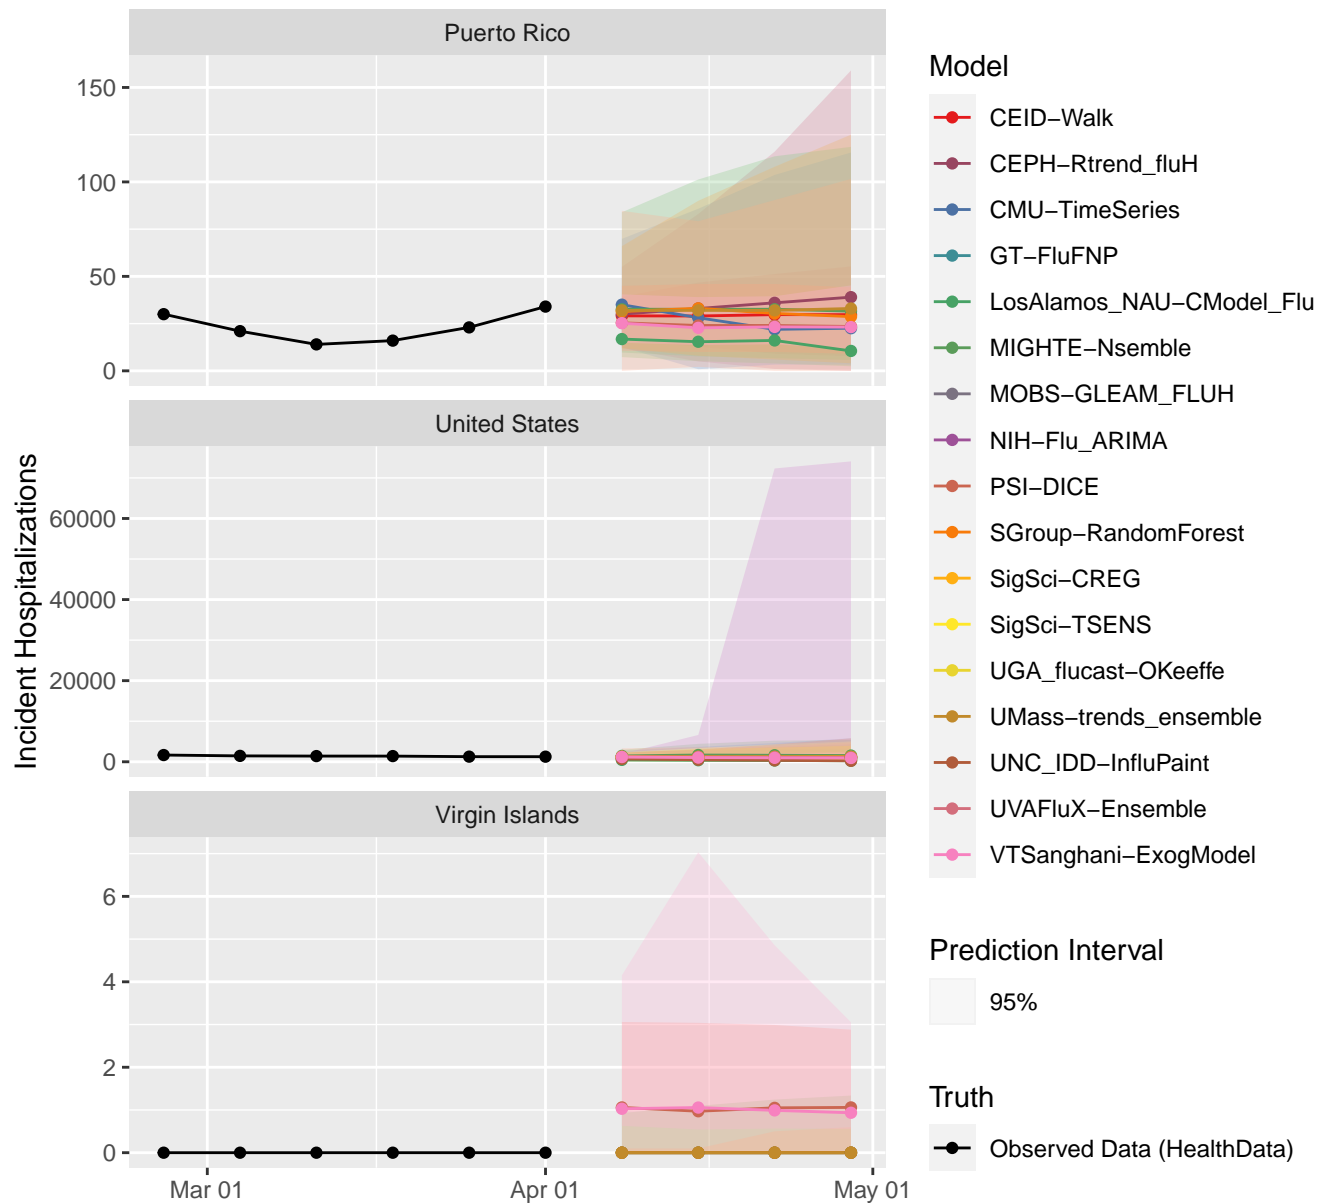 Puerto Rico
150
100
50
0
United States
60000
40000
20000
0
Virgin Islands
6
4
2
0
Mar 01
Apr 01
May 01
Incident Hospitalizations
Model
CEID−Walk
CEPH−Rtrend_fluH
CMU−TimeSeries
GT−FluFNP
LosAlamos_NAU−CModel_Flu
MIGHTE−Nsemble
MOBS−GLEAM_FLUH
NIH−Flu_ARIMA
PSI−DICE
SGroup−RandomForest
SigSci−CREG
SigSci−TSENS
UGA_flucast−OKeeffe
UMass−trends_ensemble
UNC_IDD−InfluPaint
UVAFluX−Ensemble
VTSanghani−ExogModel
Prediction Interval
95%
Truth
Observed Data (HealthData)